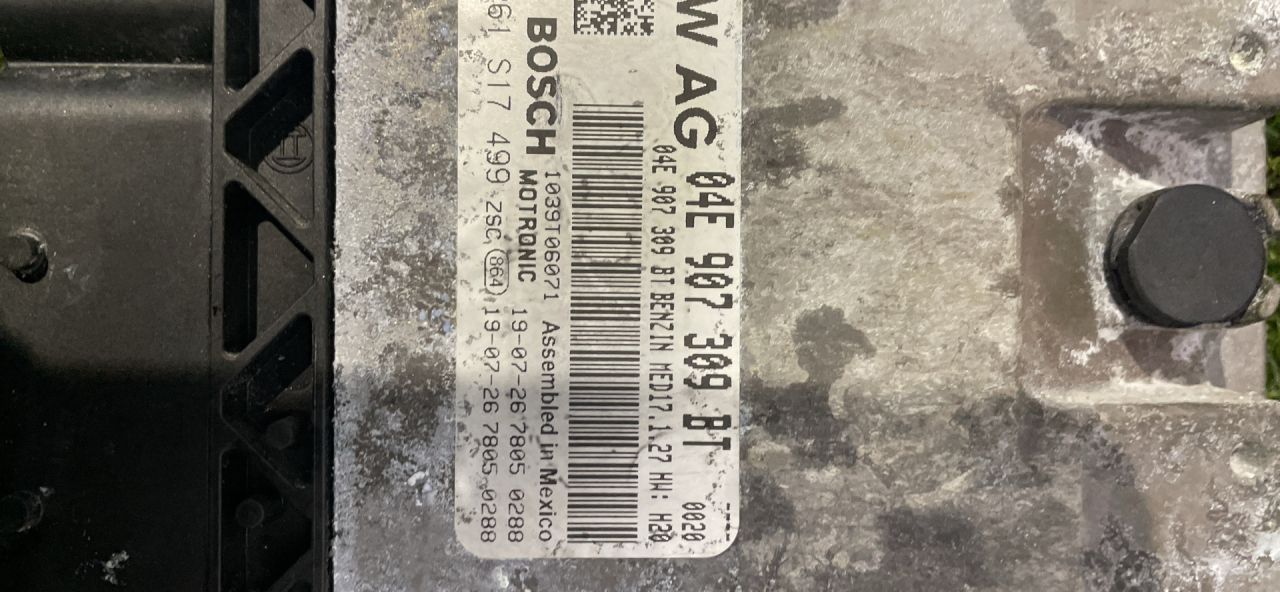 W AG 04E 907 309 BT
04E 907 309 BT BENZIN MED17.1.27 HW: H20
0020
BOSCH
1039T06071 Assembled in Mexico
MOTRONIC 19-07-26 7805 0288
261 S17 499 ZSC 864 19-07-26 7805 0288